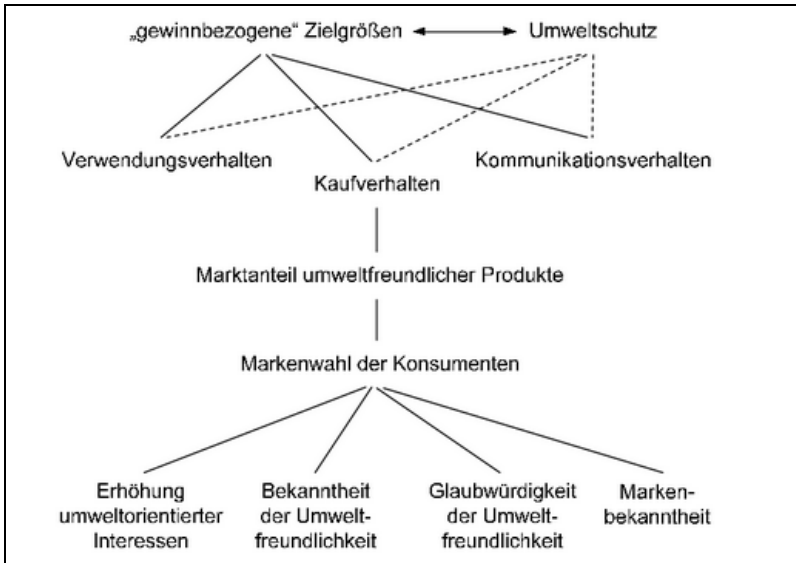 „gewinnbezogene“ Zielgrößen Umweltschutz
Verwendungsverhalten Kommunikationsverhalten
Kaufverhalten
Marktanteil umweltfreundlicher Produkte
Markenwahl der Konsumenten
Erhöhung
umweltorientierter
Interessen
Bekanntheit
der Umwelt-
freundlichkeit
Glaubwürdigkeit
der Umwelt-
freundlichkeit
Marken-
bekanntheit